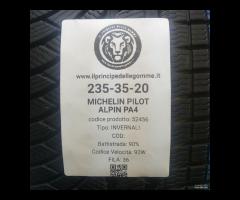 www.ilprincipedellegomme.it
235-35-20
MICHELIN PILOT
ALPIN PA4
codice prodotto: 52456
Tipo: INVERNALI
COD:
Battistrada: 90%
Codice Velocità: 92W
FILA: 36